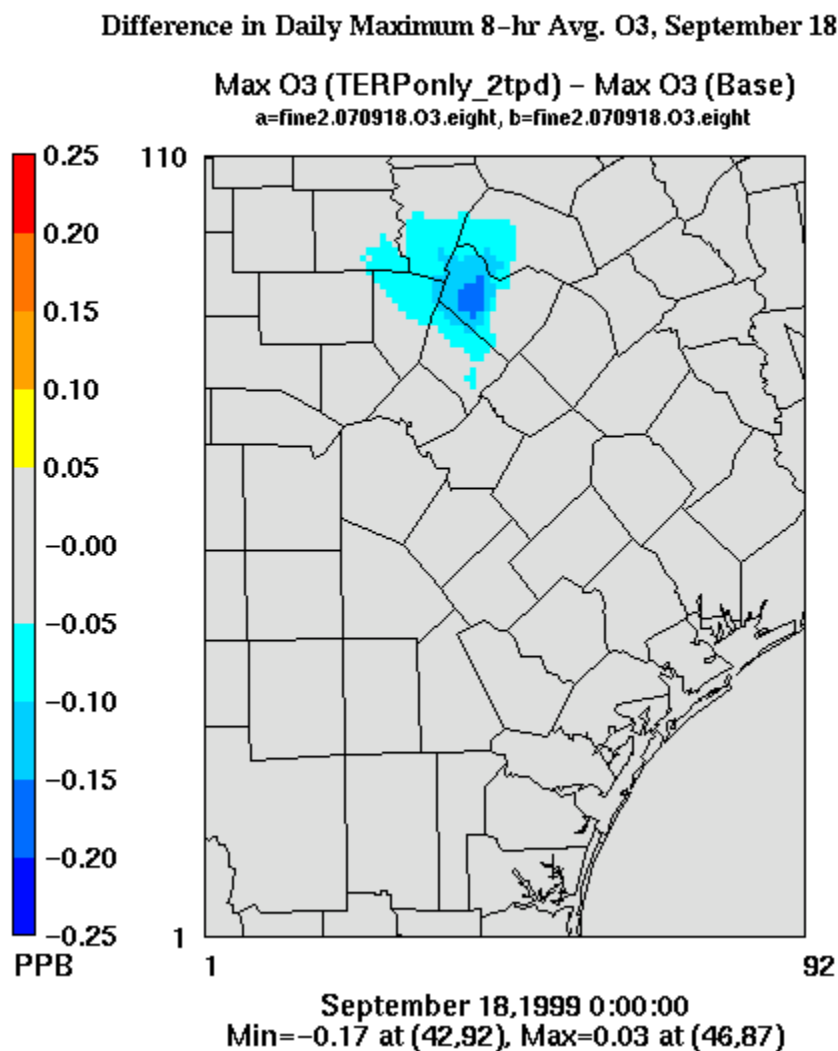 Difference in Daily Maximum 8-hr Avg. O3, September 18
Max O3 (TERPonly_2tpd) - Max O3 (Base)
a=fine2.070918.O3.eight, b=fine2.070918.O3.eight
0.25
0.20
0.15
0.10
0.05
-0.00
-0.05
-0.10
-0.15
-0.20
-0.25
PPB
110
1
1
92
September 18,1999 0:00:00
Min=-0.17 at (42,92), Max=0.03 at (46,87)